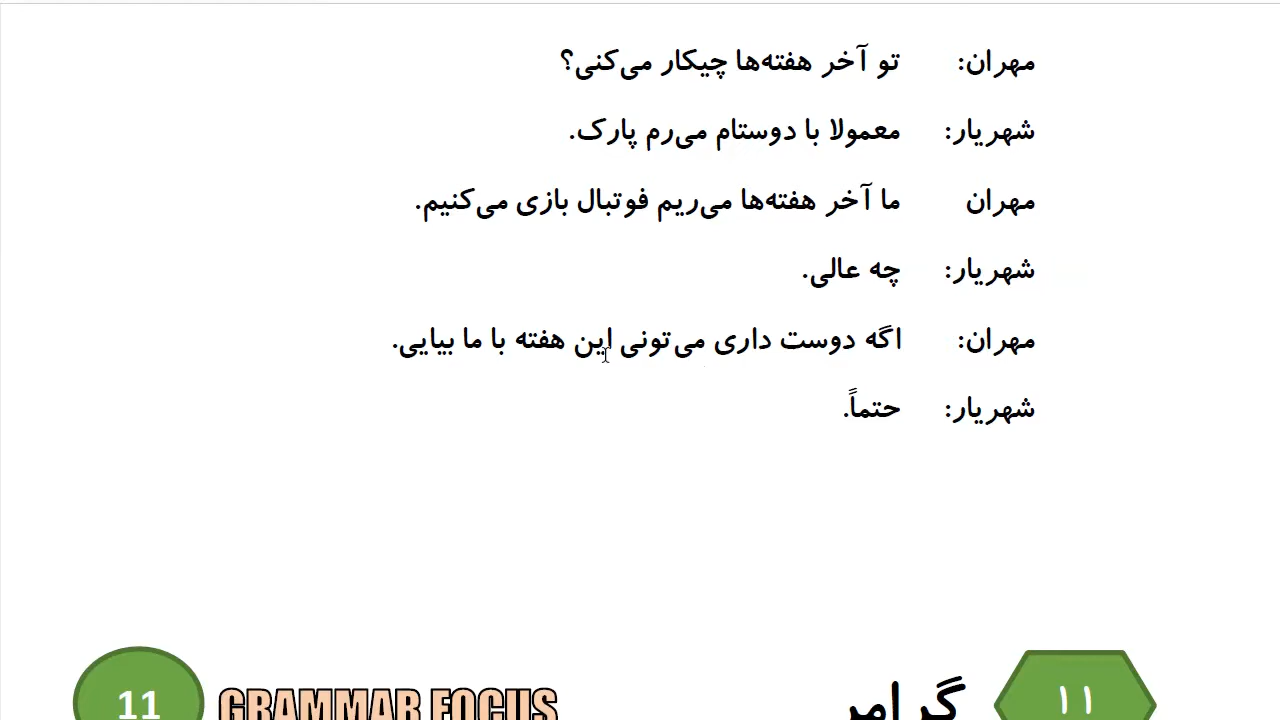 مهران: تو آخر هفته‌ها چیکار می‌کنی؟
شهریار: معمولا با دوستام می‌رم پارک.
مهران ما آخر هفته‌ها می‌ریم فوتبال بازی می‌کنیم.
شهریار: چه عالی.
مهران: اگه دوست داری می‌تونی این هفته با ما بیایی.
شهریار: حتماً.
۱۱ گرامر GRAMMAR FOCUS 11